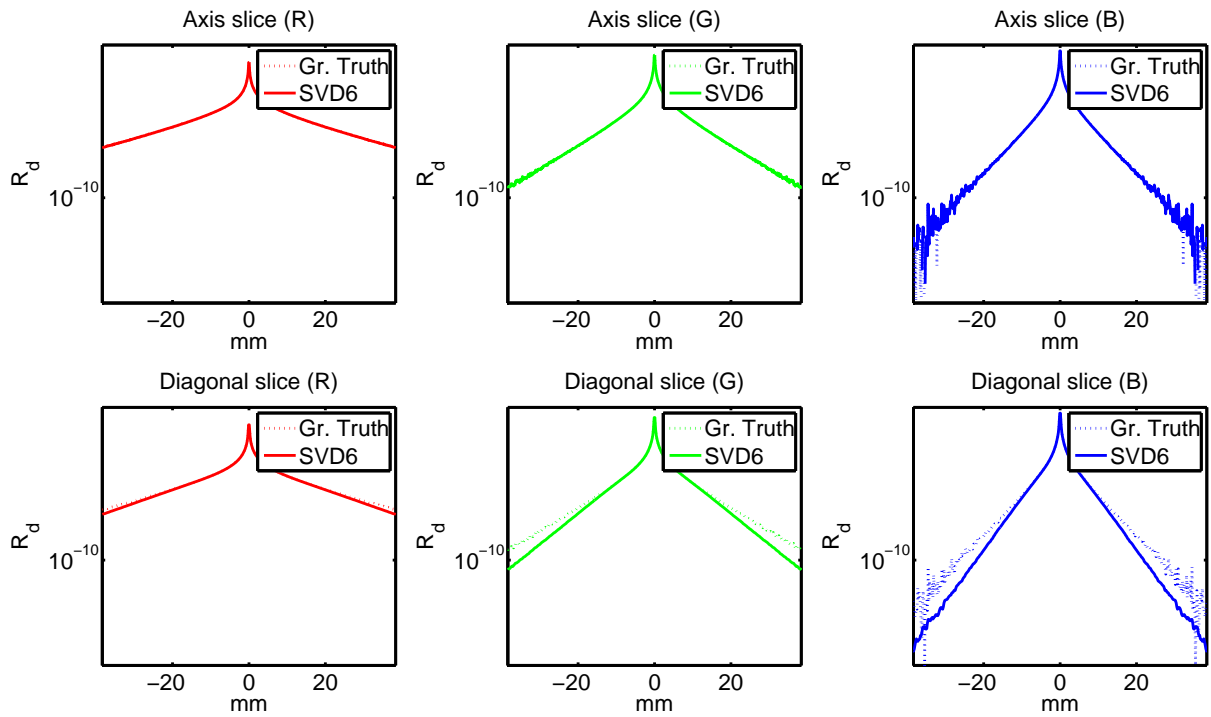 Axis slice (R)
Gr. Truth
SVD6
R_d
10^{-10}
−20 0 20
mm
Axis slice (G)
Gr. Truth
SVD6
R_d
10^{-10}
−20 0 20
mm
Axis slice (B)
Gr. Truth
SVD6
R_d
10^{-10}
−20 0 20
mm
Diagonal slice (R)
Gr. Truth
SVD6
R_d
10^{-10}
−20 0 20
mm
Diagonal slice (G)
Gr. Truth
SVD6
R_d
10^{-10}
−20 0 20
mm
Diagonal slice (B)
Gr. Truth
SVD6
R_d
10^{-10}
−20 0 20
mm